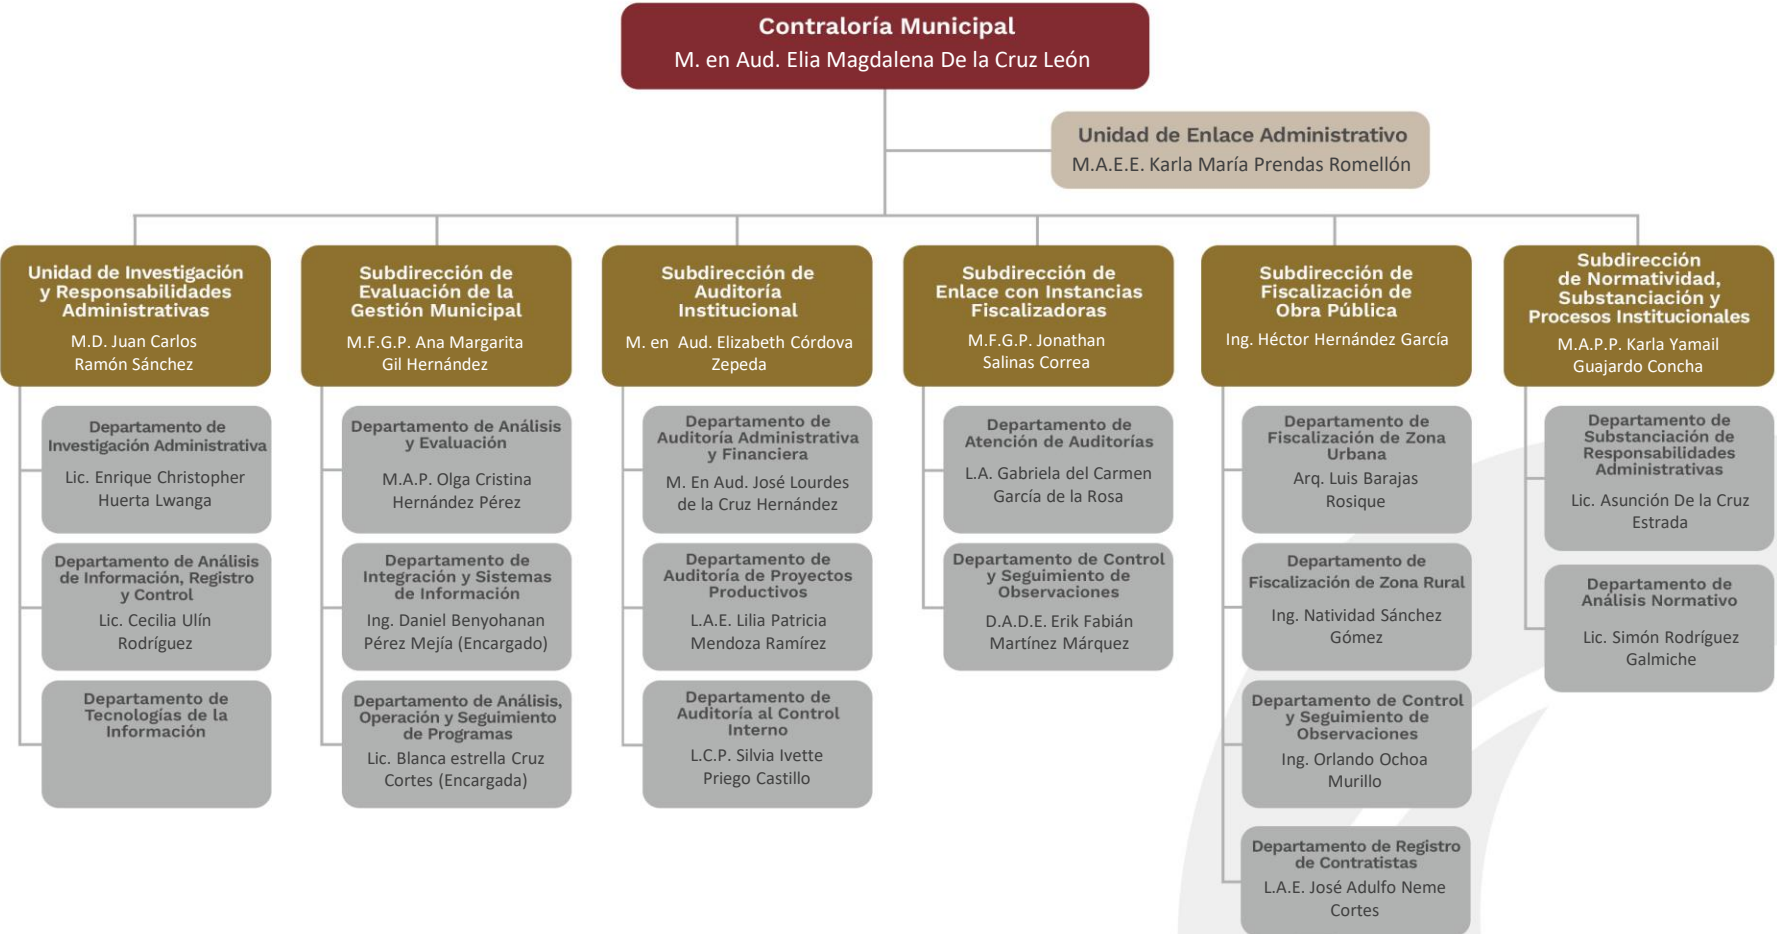 Contraloría Municipal
M. en Aud. Elia Magdalena De la Cruz León
Unidad de Enlace Administrativo
M.A.E.E. Karla María Prendas Romellón
Unidad de Investigación
y Responsabilidades
Administrativas
M.D. Juan Carlos
Ramón Sánchez
Departamento de
Investigación Administrativa
Lic. Enrique Christopher
Huerta Lwanga
Departamento de Análisis
de Información, Registro
y Control
Lic. Cecilia Ulín
Rodríguez
Departamento de
Tecnologías de la
Información
Subdirección de
Evaluación de la
Gestión Municipal
M.F.G.P. Ana Margarita
Gil Hernández
Departamento de Análisis
y Evaluación
M.A.P. Olga Cristina
Hernández Pérez
Departamento de
Integración y Sistemas
de Información
Ing. Daniel Benyohanan
Pérez Mejía (Encargado)
Departamento de Análisis,
Operación y Seguimiento
de Programas
Lic. Blanca estrella Cruz
Cortes (Encargada)
Subdirección de
Auditoría
Institucional
M. en Aud. Elizabeth Córdova
Zepeda
Departamento de
Auditoría Administrativa
y Financiera
M. En Aud. José Lourdes
de la Cruz Hernández
Departamento de
Auditoría de Proyectos
Productivos
L.A.E. Lilia Patricia
Mendoza Ramírez
Departamento de
Auditoría al Control
Interno
L.C.P. Silvia Ivette
Priego Castillo
Subdirección de
Enlace con Instancias
Fiscalizadoras
M.F.G.P. Jonathan
Salinas Correa
Departamento de
Atención de Auditorías
L.A. Gabriela del Carmen
García de la Rosa
Departamento de Control
y Seguimiento de
Observaciones
D.A.D.E. Erik Fabián
Martínez Márquez
Subdirección de
Fiscalización de
Obra Pública
Ing. Héctor Hernández García
Departamento de
Fiscalización de Zona
Urbana
Arq. Luis Barajas
Rosique
Departamento de
Fiscalización de Zona Rural
Ing. Natividad Sánchez
Gómez
Departamento de Control
y Seguimiento de
Observaciones
Ing. Orlando Ochoa
Murillo
Departamento de Registro
de Contratistas
L.A.E. José Adulfo Neme
Cortes
Subdirección
de Normatividad,
Substanciación y
Procesos Institucionales
M.A.P.P. Karla Yamail
Guajardo Concha
Departamento de
Substanciación de
Responsabilidades
Administrativas
Lic. Asunción De la Cruz
Estrada
Departamento de
Análisis Normativo
Lic. Simón Rodríguez
Galmiche